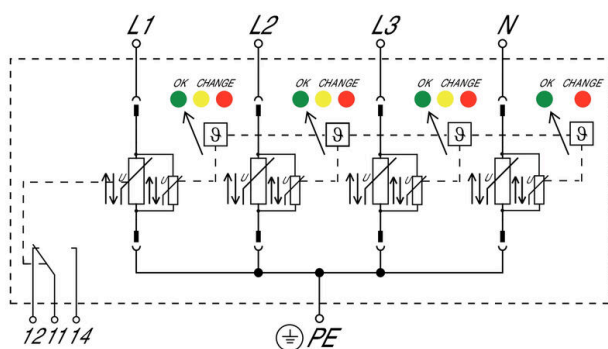 L1 L2 L3 N
OK CHANGE OK CHANGE OK CHANGE OK CHANGE
ϑ ϑ ϑ ϑ
U U U U U U U U
12 11 14 PE